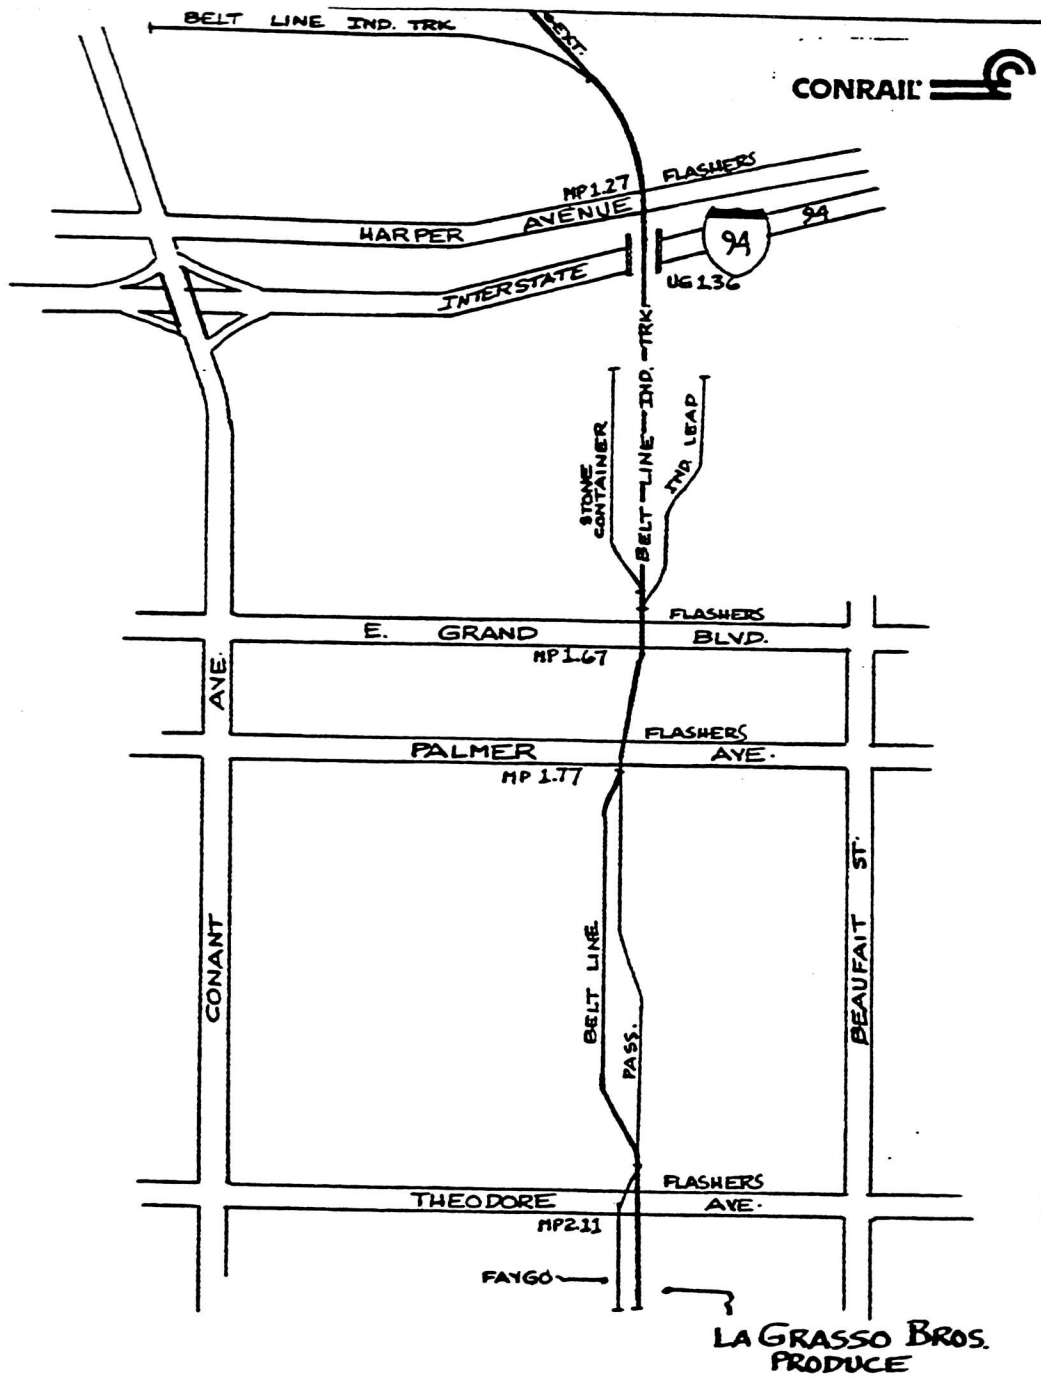 BELT LINE IND. TRK
EXT.
CONRAIL
MP 1.27
FLASHERS
HARPER AVENUE
INTERSTATE
94
94
UG 1.36
BELT LINE IND. TRK
STONE
CONTAINER
IND LEAD
FLASHERS
E. GRAND BLVD.
MP 1.67
CONANT AVE.
FLASHERS
PALMER AVE.
MP 1.77
BELT LINE
PASS.
BEAUFAIT ST.
FLASHERS
THEODORE AVE.
MP 2.11
FAYGO
LA GRASSO BROS.
PRODUCE